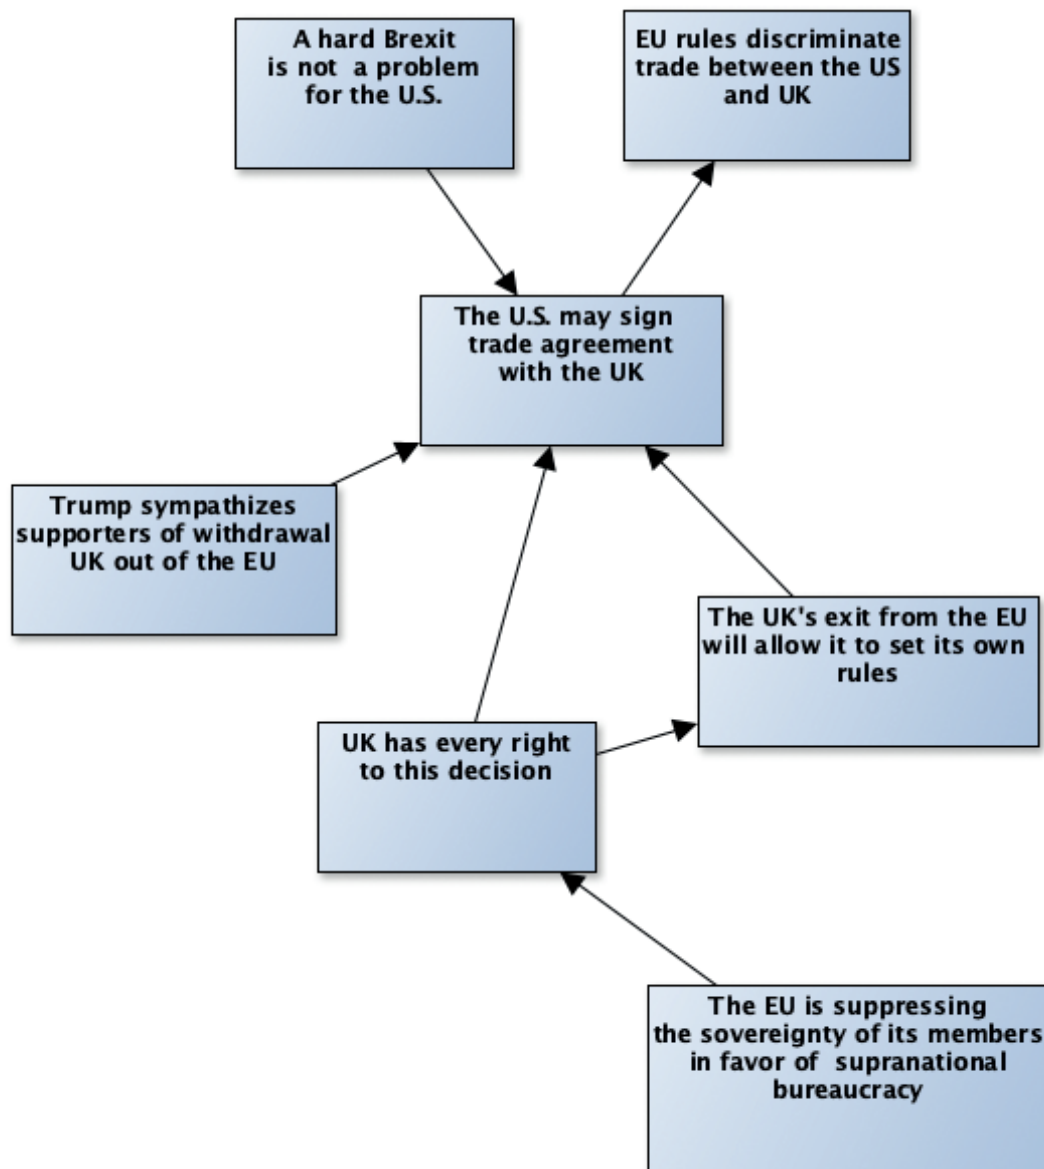 A hard Brexit
is not a problem
for the U.S.
EU rules discriminate
trade between the US
and UK
The U.S. may sign
trade agreement
with the UK
Trump sympathizes
supporters of withdrawal
UK out of the EU
The UK's exit from the EU
will allow it to set its own
rules
UK has every right
to this decision
The EU is suppressing
the sovereignty of its members
in favor of supranational
bureaucracy